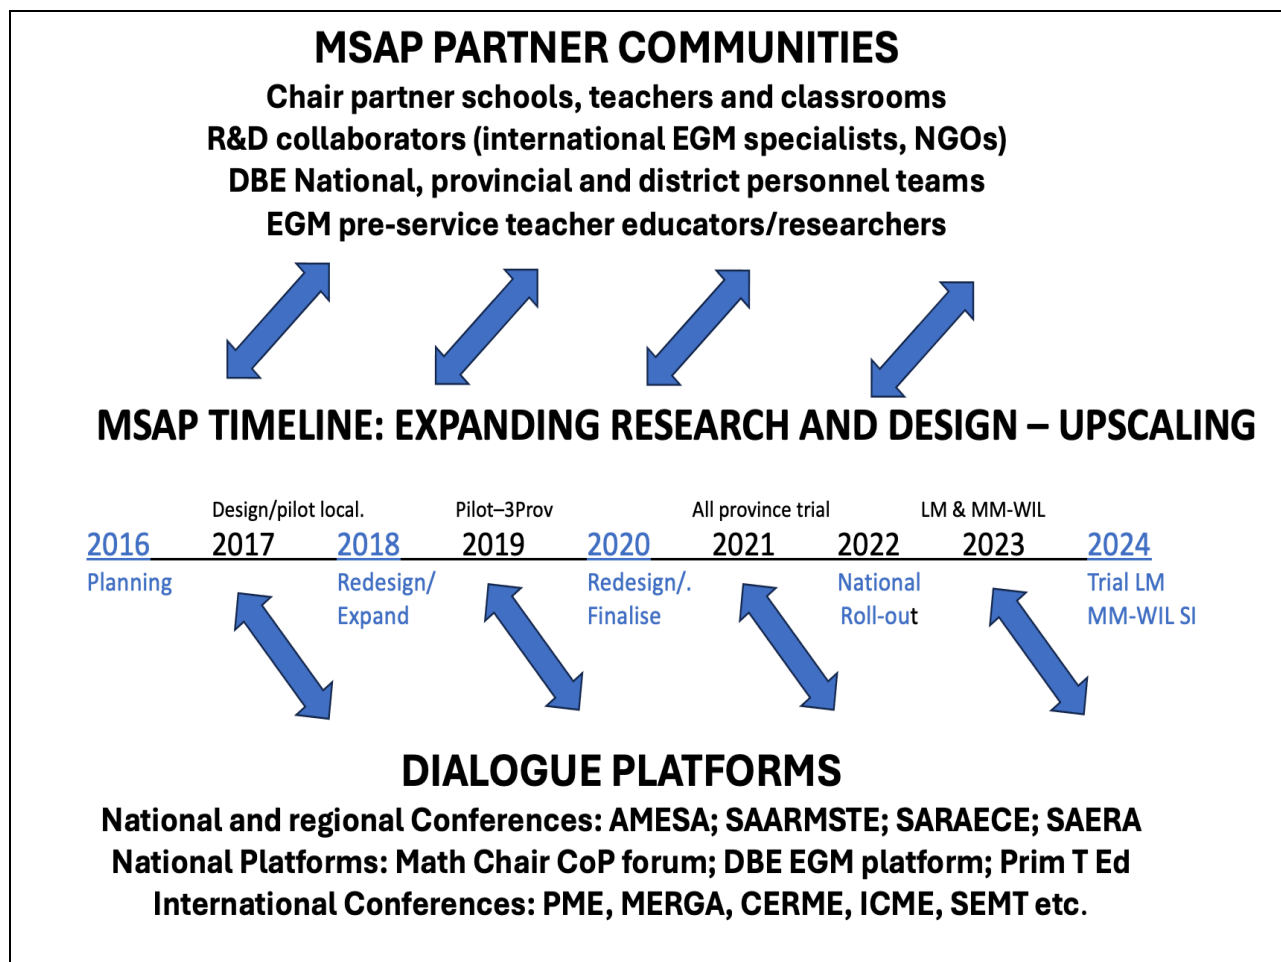 MSAP PARTNER COMMUNITIES
Chair partner schools, teachers and classrooms
R&D collaborators (international EGM specialists, NGOs)
DBE National, provincial and district personnel teams
EGM pre-service teacher educators/researchers
MSAP TIMELINE: EXPANDING RESEARCH AND DESIGN – UPSCALING
Design/pilot local. Pilot–3Prov All province trial LM & MM-WIL
2016 2017 2018 2019 2020 2021 2022 2023 2024
Planning Redesign/ Redesign/. National Trial LM
Expand Finalise Roll-out MM-WIL SI
DIALOGUE PLATFORMS
National and regional Conferences: AMESA; SAARMSTE; SARAECE; SAERA
National Platforms: Math Chair CoP forum; DBE EGM platform; Prim T Ed
International Conferences: PME, MERGA, CERME, ICME, SEMT etc.